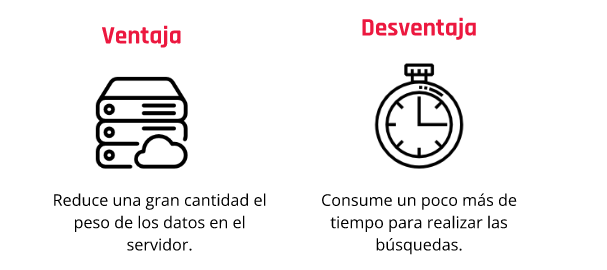 Ventaja
Reduce una gran cantidad el
peso de los datos en el
servidor.
Desventaja
Consume un poco más de
tiempo para realizar las
búsquedas.